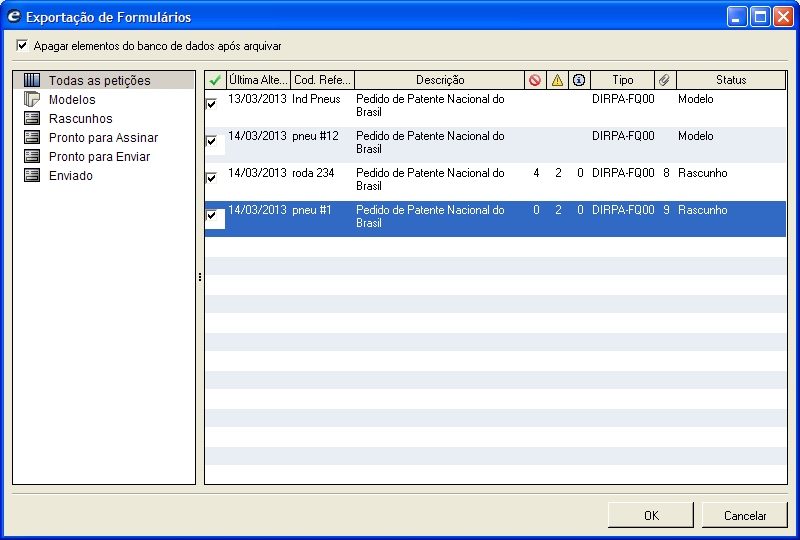 Exportação de Formulários
Apagar elementos do banco de dados após arquivar
Todas as petições
Modelos
Rascunhos
Pronto para Assinar
Pronto para Enviar
Enviado
Última Alte... Cod. Refe... Descrição Tipo Status
13/03/2013 Ind Pneus Pedido de Patente Nacional do DIRPA-FQ00 Modelo
Brasil
14/03/2013 pneu #12 Pedido de Patente Nacional do DIRPA-FQ00 Modelo
Brasil
14/03/2013 roda 234 Pedido de Patente Nacional do 4 2 0 DIRPA-FQ00 8 Rascunho
Brasil
14/03/2013 pneu #1 Pedido de Patente Nacional do 0 2 0 DIRPA-FQ00 9 Rascunho
Brasil
OK Cancelar